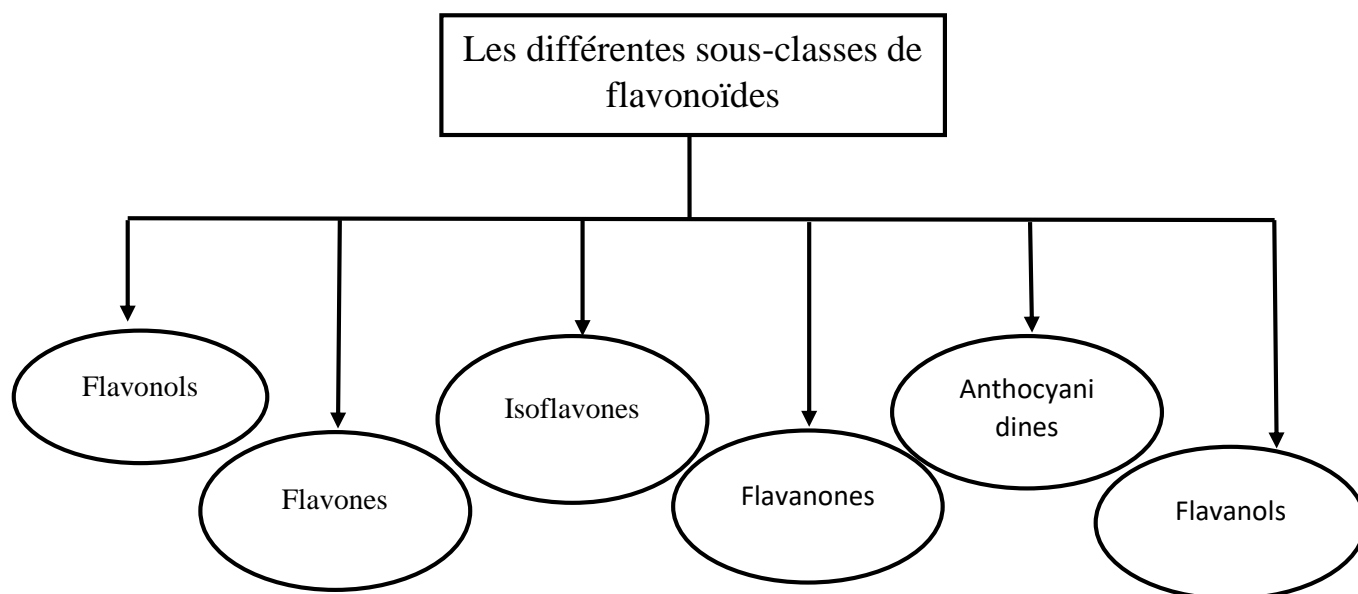 Les différentes sous-classes de
flavonoïdes
Flavonols
Flavones
Isoflavones
Flavanones
Anthocyani
dines
Flavanols